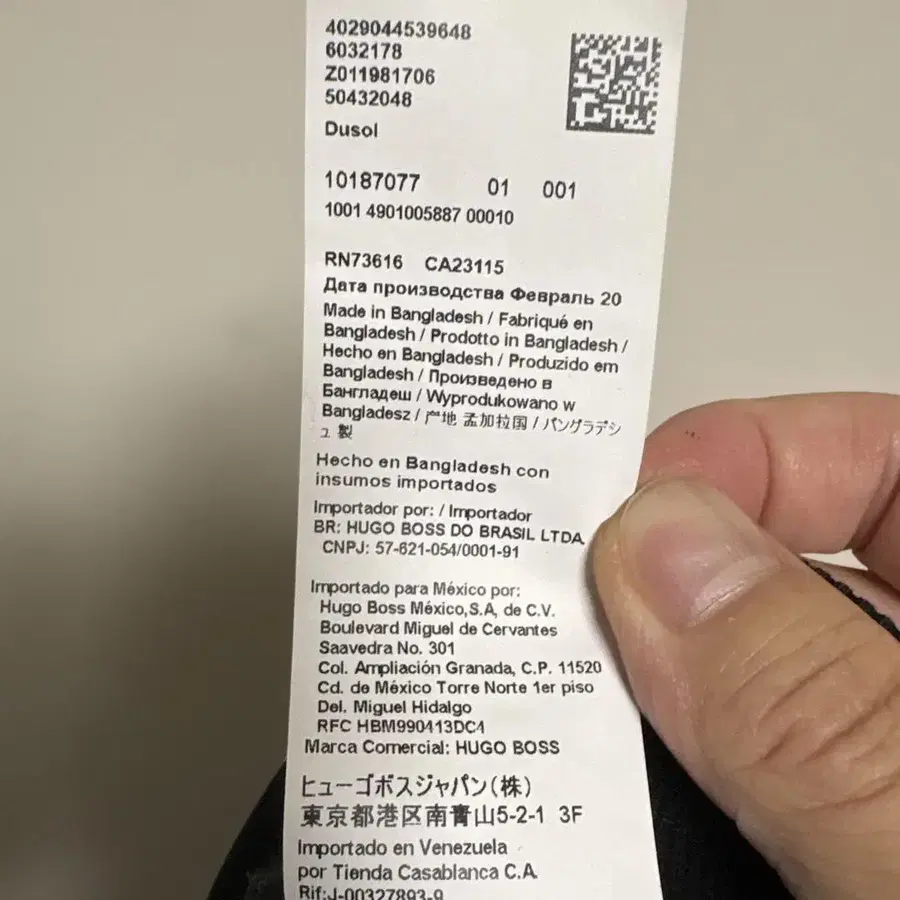 4029044539648
6032178
Z011981706
50432048
Dusol
10187077 01 001
1001 4901005887 00010
RN73616 CA23115
Дата производства Февраль 20
Made in Bangladesh / Fabriqué en
Bangladesh / Prodotto in Bangladesh /
Hecho en Bangladesh / Produzido em
Bangladesh / Произведено в
Бангладеш / Wyprodukowano w
Bangladesz / 产地 孟加拉国 / バングラデシ
ュ 製
Hecho en Bangladesh con
insumos importados
Importador por: / Importador
BR: HUGO BOSS DO BRASIL LTDA
CNPJ: 57-621-054/0001-91
Importado para México por:
Hugo Boss México,S.A, de C.V.
Boulevard Miguel de Cervantes
Saavedra No. 301
Col. Ampliación Granada, C.P. 11520
Cd. de México Torre Norte 1er piso
Del. Miguel Hidalgo
RFC HBM990413DC4
Marca Comercial: HUGO BOSS
ヒューゴボスジャパン(株)
東京都港区南青山5-2-1 3F
Importado en Venezuela
por Tienda Casablanca C.A.
Rif:J-00327893-9